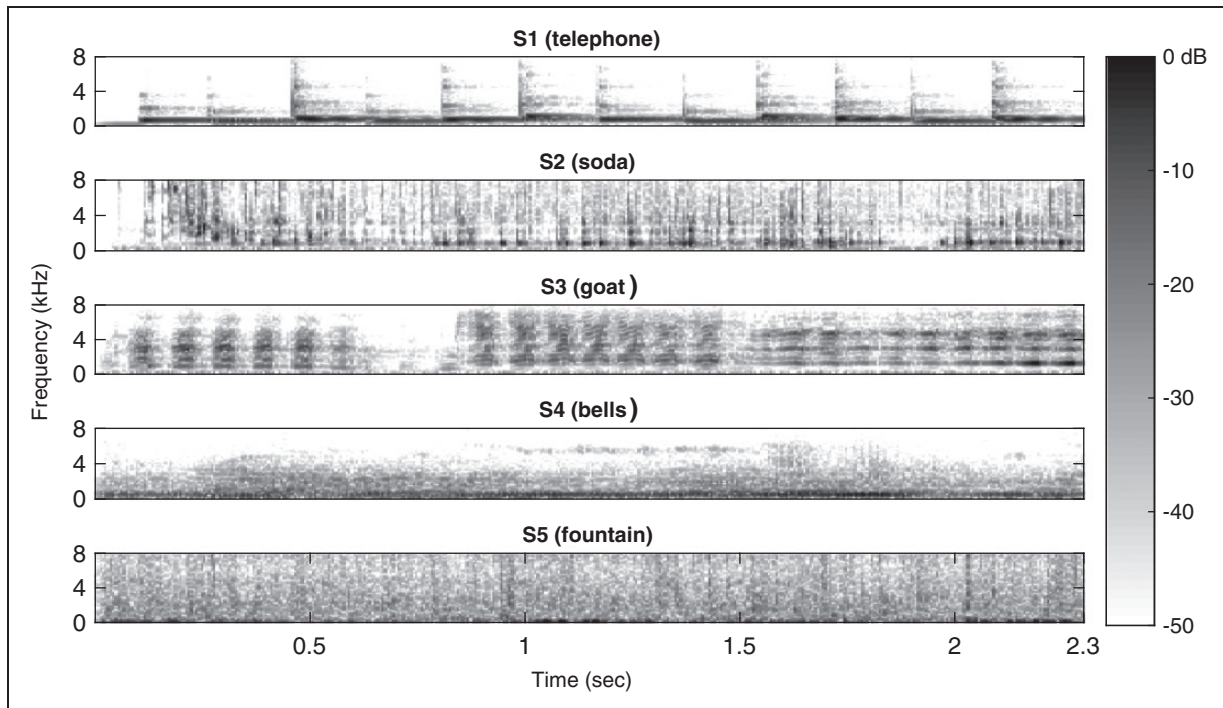 S1 (telephone)
8
4
0
S2 (soda)
8
4
0
S3 (goat)
8
4
0
S4 (bells)
8
4
0
S5 (fountain)
8
4
0
0.5 1 1.5 2 2.3
Time (sec)
Frequency (kHz)
0 dB
-10
-20
-30
-40
-50